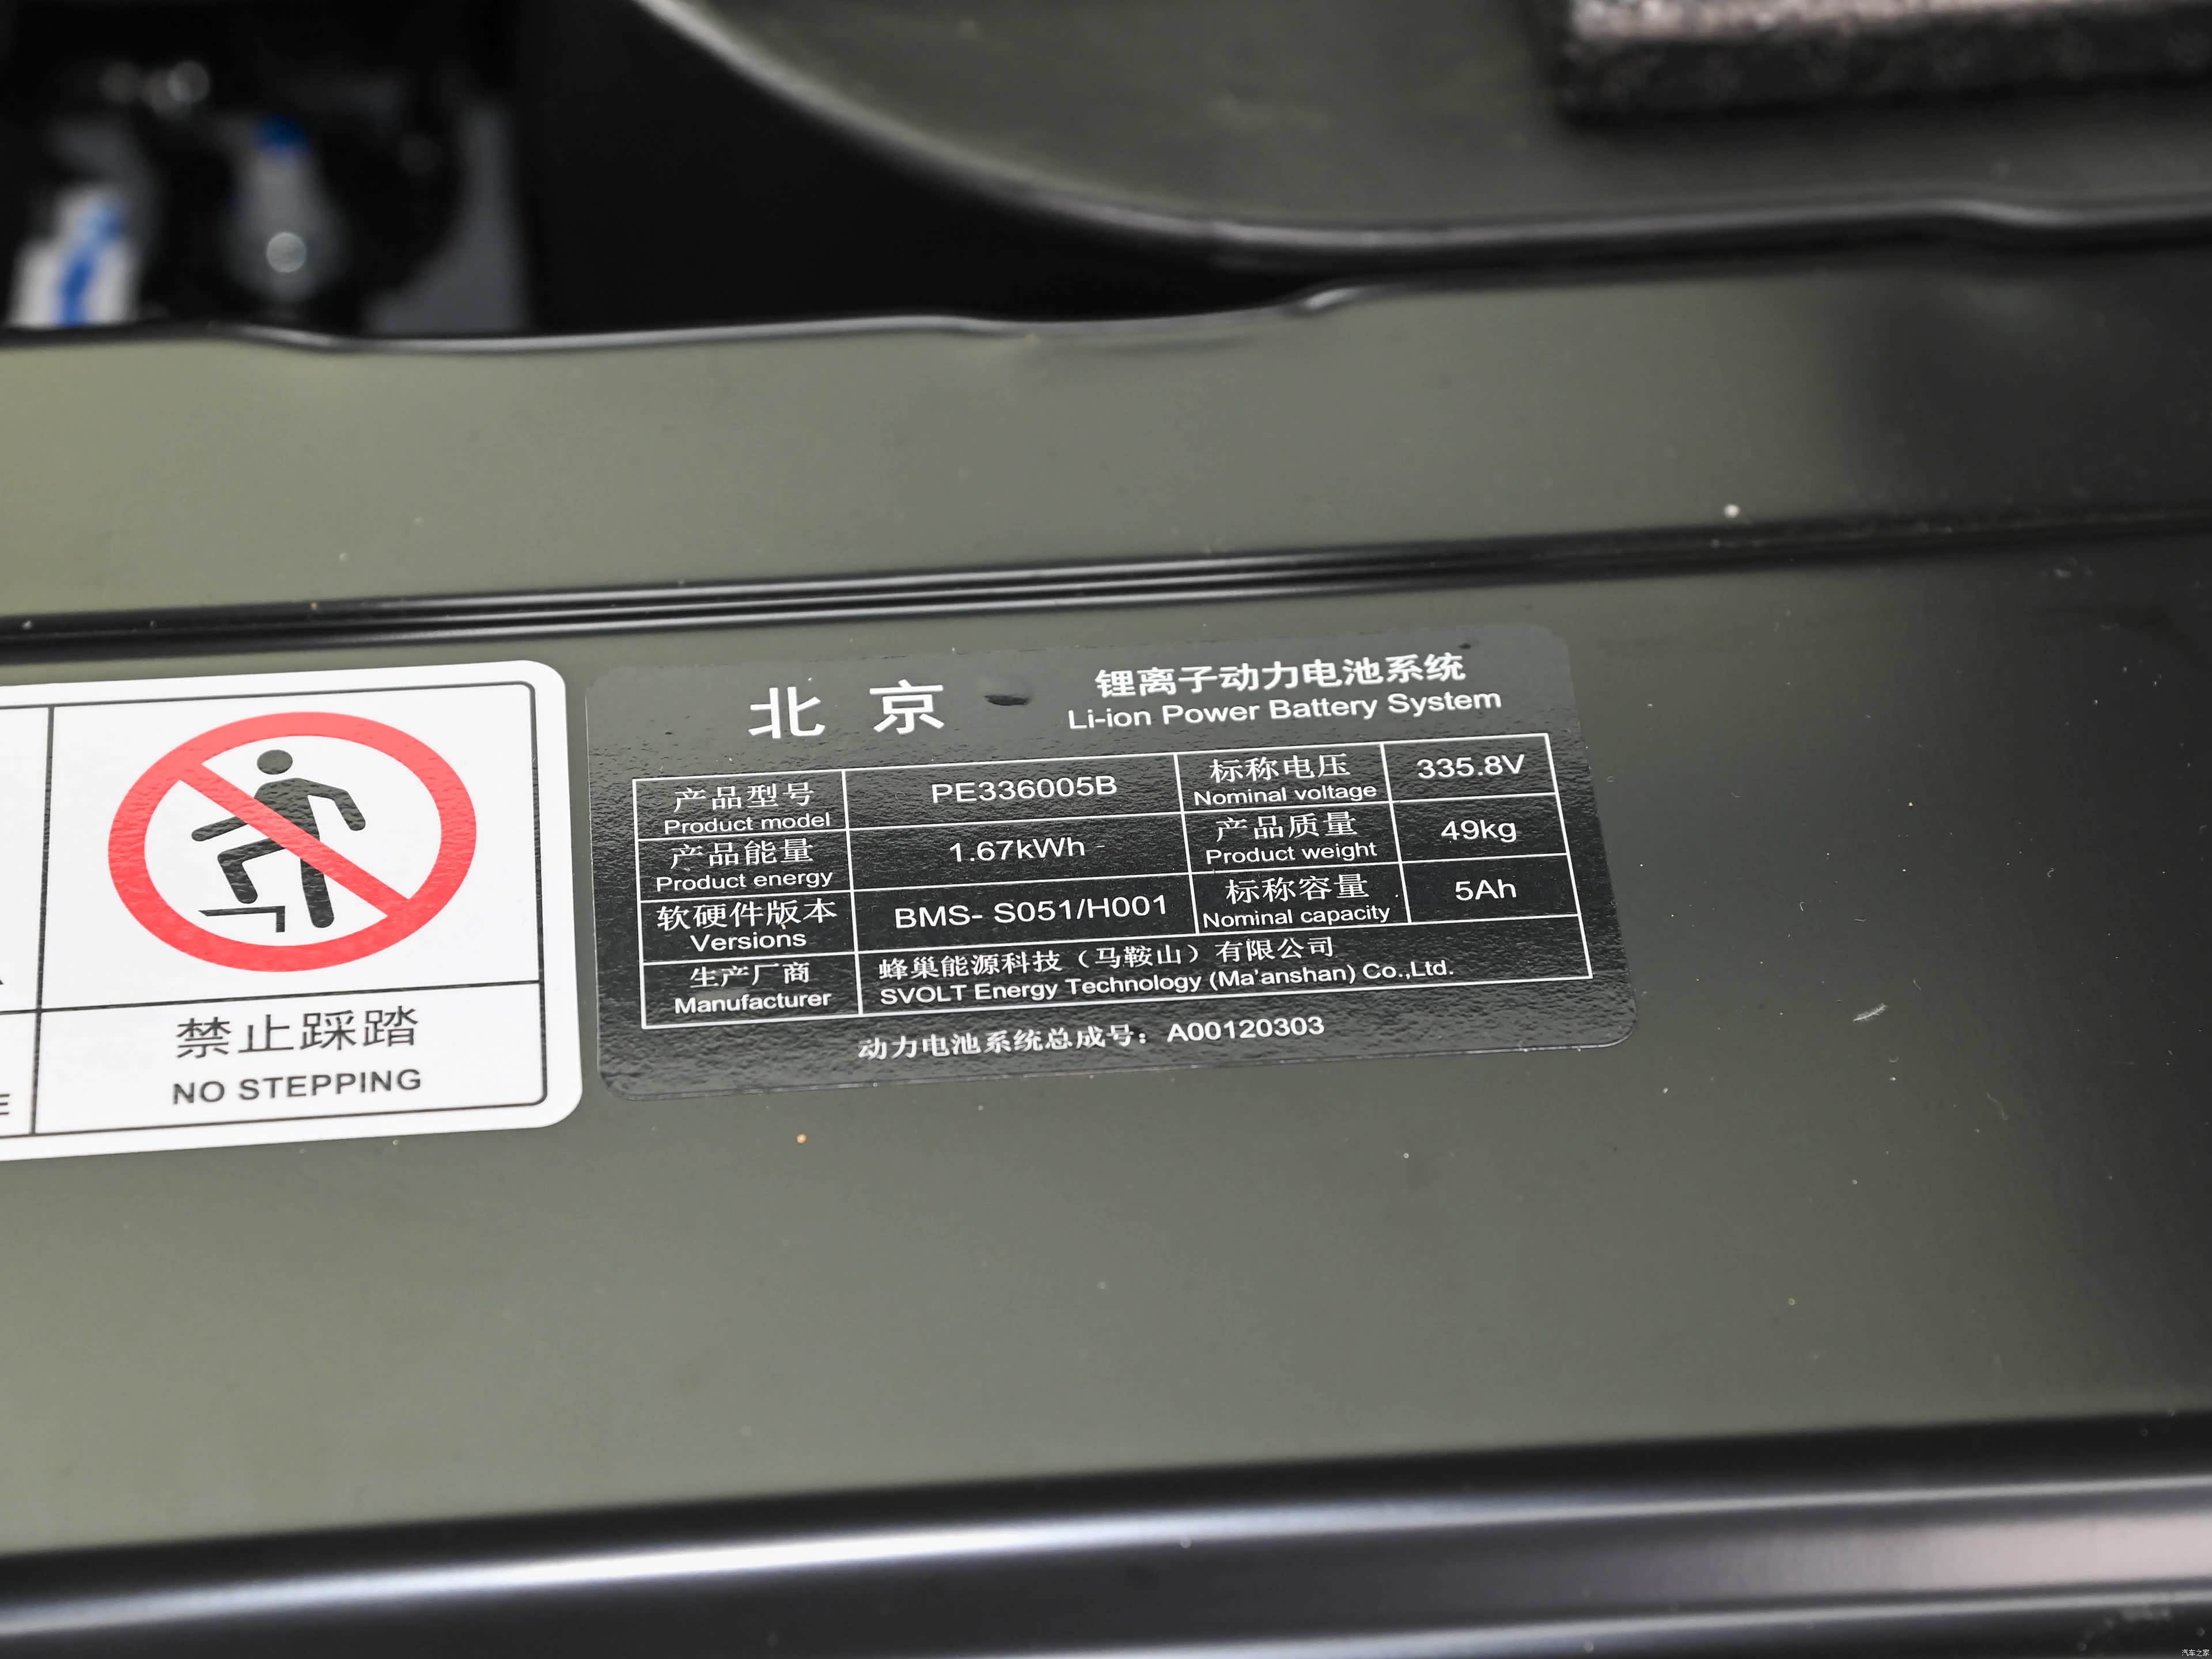 禁止踩踏
NO STEPPING
E
北京
锂离子动力电池系统
Li-ion Power Battery System
产品型号
Product model
PE336005B
标称电压
Nominal voltage
335.8V
产品能量
Product energy
1.67kWh
产品质量
Product weight
49kg
软硬件版本
Versions
BMS- S051/H001
标称容量
Nominal capacity
5Ah
生产厂商
Manufacturer
蜂巢能源科技（马鞍山）有限公司
SVOLT Energy Technology (Ma'anshan) Co.,Ltd.
动力电池系统总成号：A00120303
汽车之家